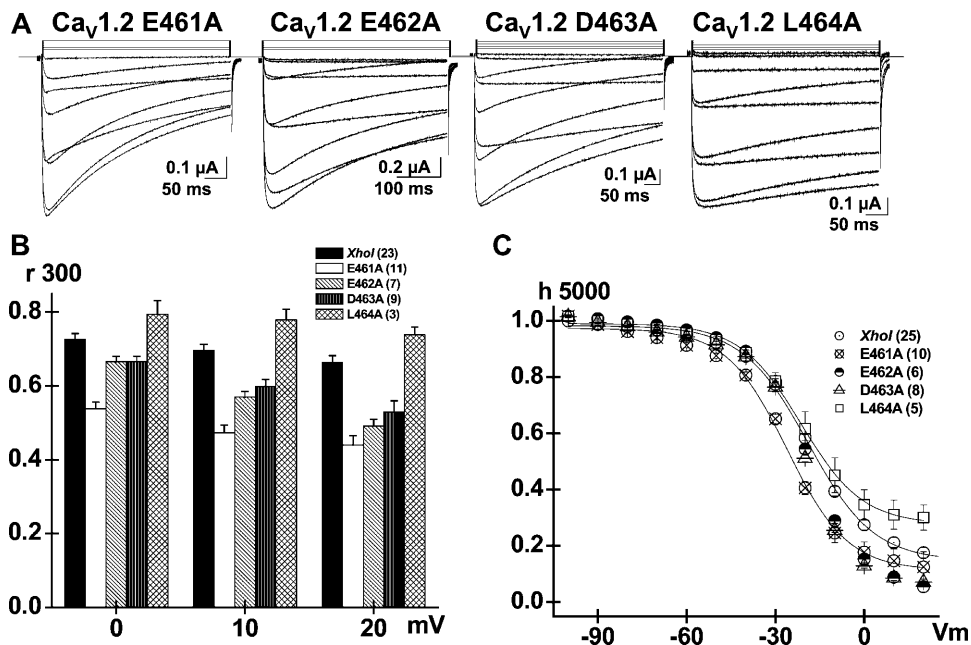 A
CaV1.2 E461A
CaV1.2 E462A
CaV1.2 D463A
CaV1.2 L464A
0.1 µA
50 ms
0.2 µA
100 ms
0.1 µA
50 ms
0.1 µA
50 ms
B
r 300
XhoI (23)
E461A (11)
E462A (7)
D463A (9)
L464A (3)
0.8
0.6
0.4
0.2
0.0
0
10
20
mV
C
h 5000
XhoI (25)
E461A (10)
E462A (6)
D463A (8)
L464A (5)
1.0
0.8
0.6
0.4
0.2
0.0
-90
-60
-30
0
Vm